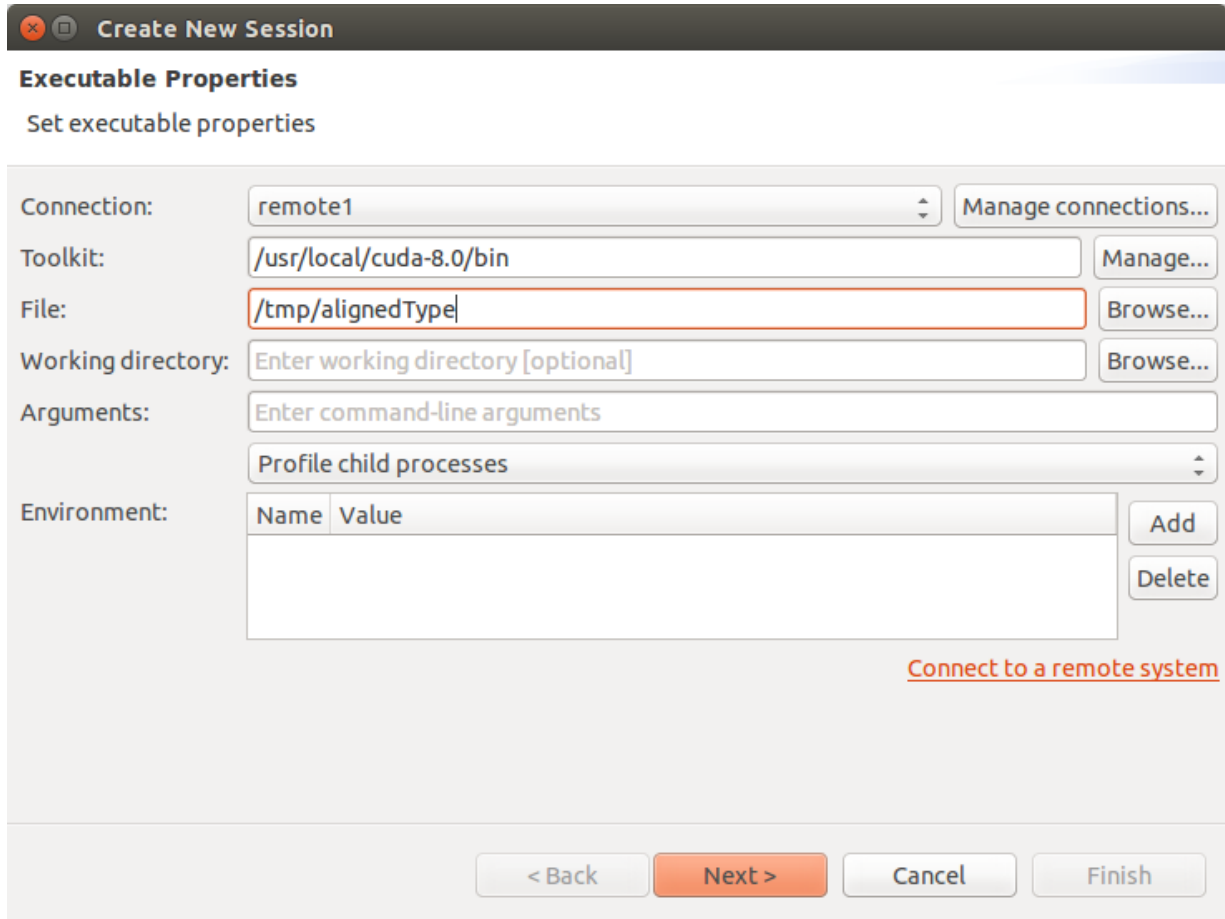 Create New Session
Executable Properties
Set executable properties
Connection: remote1 Manage connections...
Toolkit: /usr/local/cuda-8.0/bin Manage...
File: /tmp/alignedType Browse...
Working directory: Enter working directory [optional] Browse...
Arguments: Enter command-line arguments
Profile child processes
Environment: Name Value Add
Delete
Connect to a remote system
< Back Next > Cancel Finish